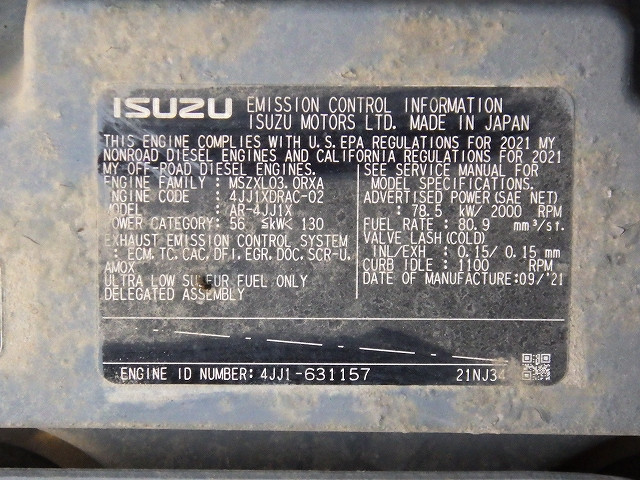 ISUZU EMISSION CONTROL INFORMATION
ISUZU MOTORS LTD. MADE IN JAPAN
THIS ENGINE COMPLIES WITH U.S.EPA REGULATIONS FOR 2021 MY
NONROAD DIESEL ENGINES AND CALIFORNIA REGULATIONS FOR 2021
MY OFF-ROAD DIESEL ENGINES.
ENGINE FAMILY : MSZXL03.0RXA
ENGINE CODE : 4JJ1XDRAC-02
MODEL : AR-4JJ1X
POWER CATEGORY: 56 ≦kW< 130
EXHAUST EMISSION CONTROL SYSTEM
: ECM,TC,CAC,DFI,EGR,DOC,SCR-U,
AMOX
ULTRA LOW SULFUR FUEL ONLY
DELEGATED ASSEMBLY
SEE SERVICE MANUAL FOR
MODEL SPECIFICATIONS.
ADVERTISED POWER(SAE NET)
: 78.5 kW/ 2000 RPM
FUEL RATE : 80.9 mm³/st.
VALVE LASH(COLD)
INL/EXH : 0.15/ 0.15 mm
CURB IDLE : 1100 RPM
DATE OF MANUFACTURE:09/'21
ENGINE ID NUMBER: 4JJ1-631157 21NJ34